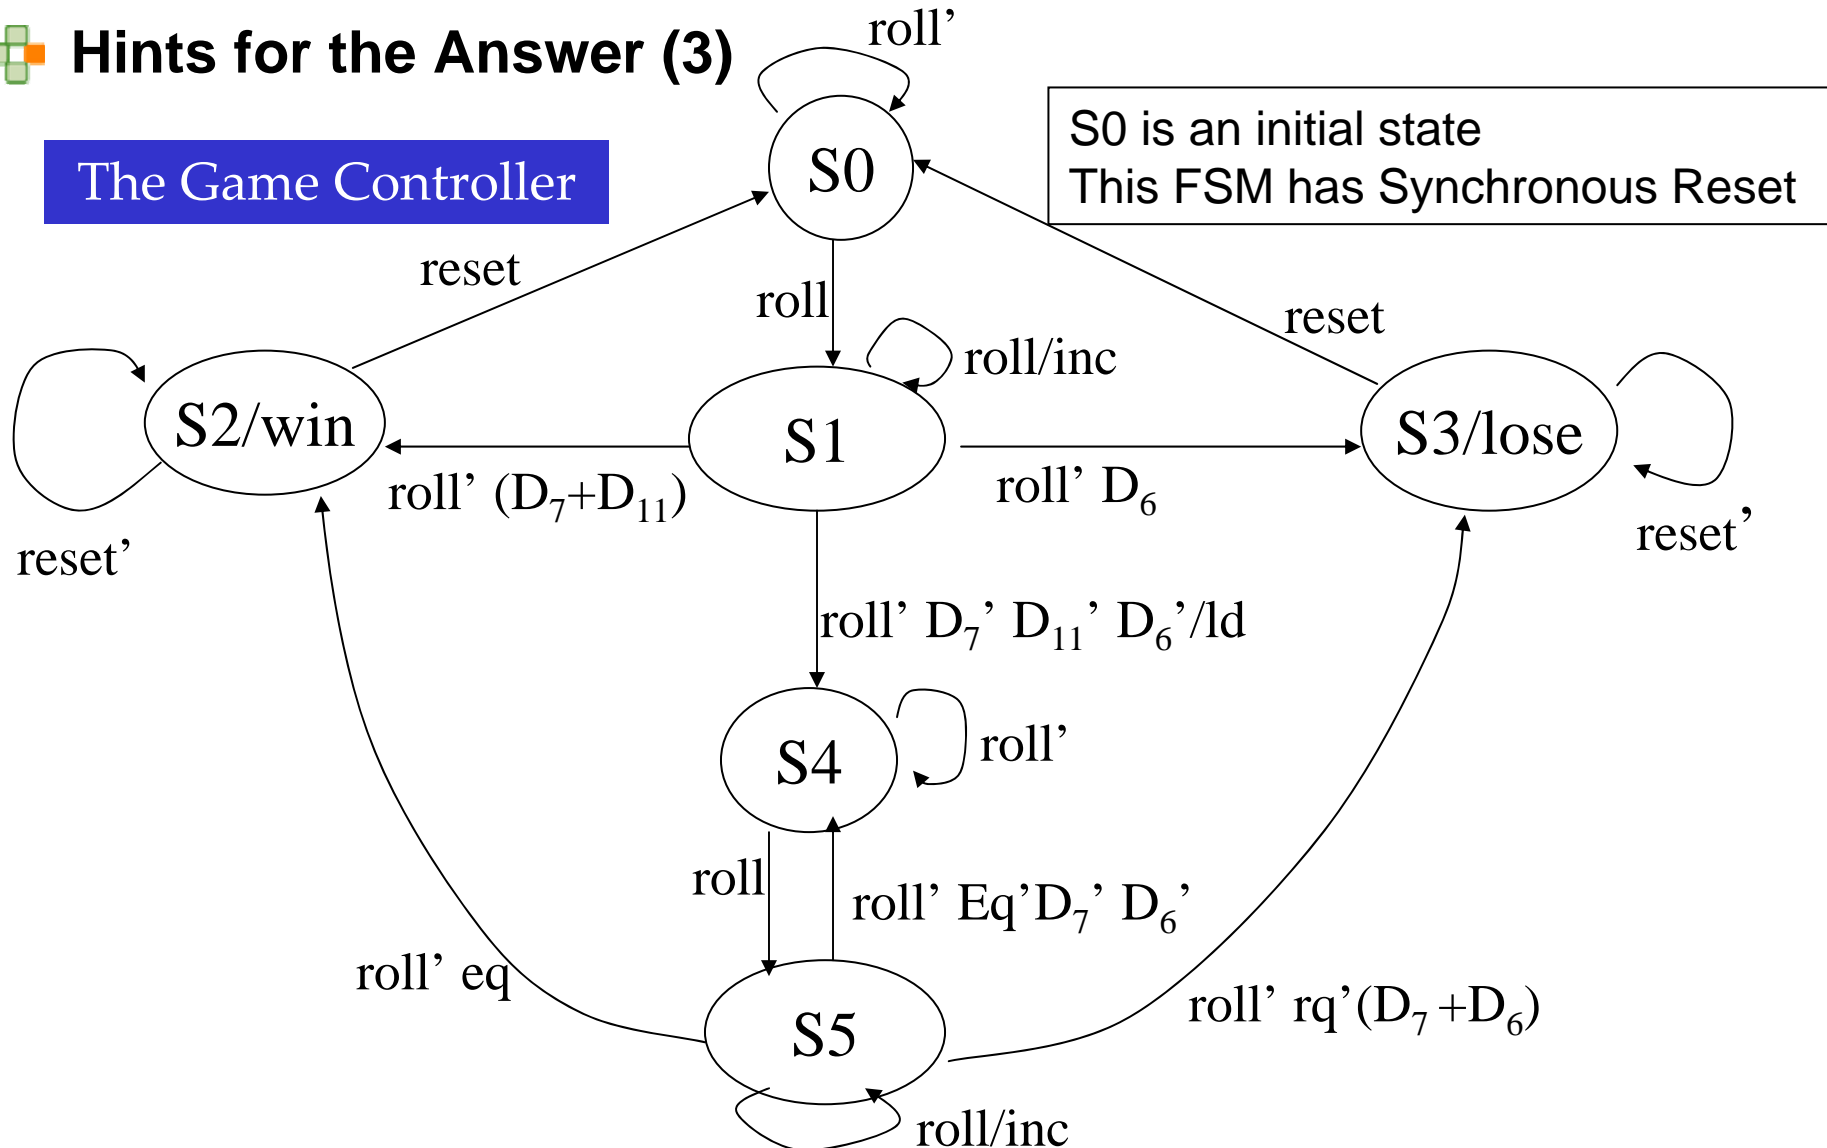 roll’
Hints for the Answer (3)
S0 is an initial state
This FSM has Synchronous Reset
The Game Controller
S0
reset
roll
reset
roll/inc
S2/win
S1
S3/lose
roll’ (D₇+D₁₁)
roll’ D₆
reset’
reset’
roll’ D₇’ D₁₁’ D₆’/ld
S4
roll’
roll
roll’ Eq’D₇’ D₆’
roll’ eq
roll’ rq’(D₇+D₆)
S5
roll/inc